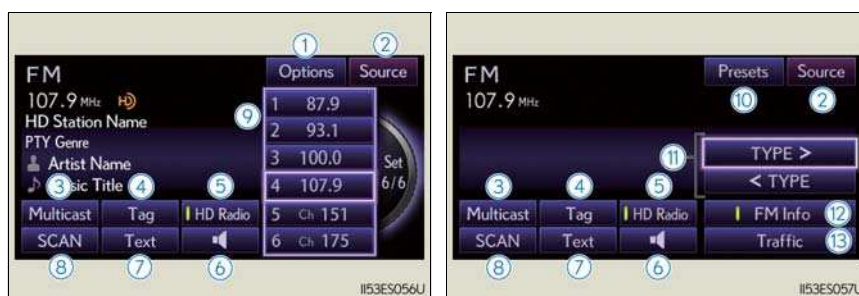 1 2
FM Options Source
107.9 MHz HD
HD Station Name 9
PTY Genre
Artist Name
Title
3 4 5
Multicast Tag HD Radio
SCAN Text
8 7 6
1 87.9
2 93.1
3 100.0
4 107.9
5 Ch 151
6 Ch 175
Set
6/6
II53ES056U
FM Presets Source
107.9 MHz 10 2
11 TYPE >
< TYPE
3 4 5
Multicast Tag HD Radio FM Info 12
SCAN Text Traffic 13
8 7 6
II53ES057U